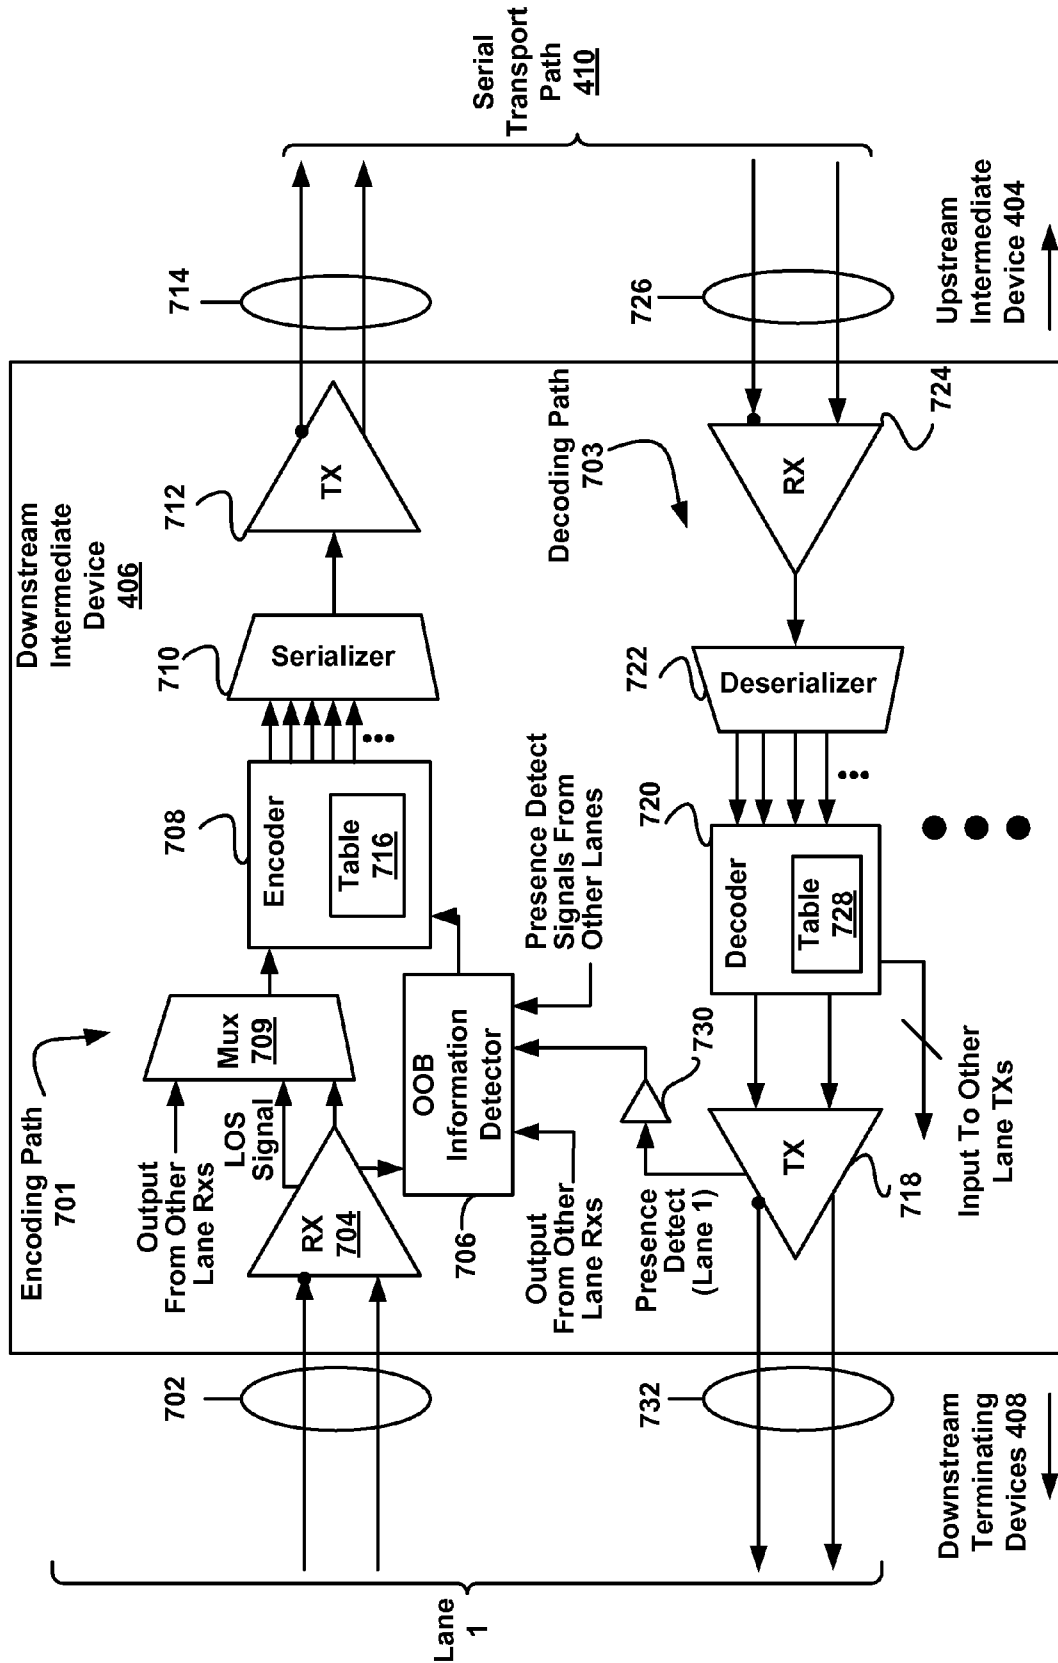 Downstream
Intermediate
Device
406
Encoding Path
701
Output
From Other
Lane Rxs
LOS
Signal
Mux
709
RX
704
702
OOB
Information
Detector
706
Output
From Other
Lane Rxs
Presence Detect
Signals From
Other Lanes
708
Encoder
Table
716
•••
710
Serializer
712
TX
714
Serial
Transport
Path
410
Lane
1
Presence
Detect
(Lane 1)
730
732
TX
718
Input To Other
Lane TXs
720
Decoder
Table
728
•••
722
Deserializer
Decoding Path
703
RX
724
726
Downstream
Terminating
Devices 408
Upstream
Intermediate
Device 404